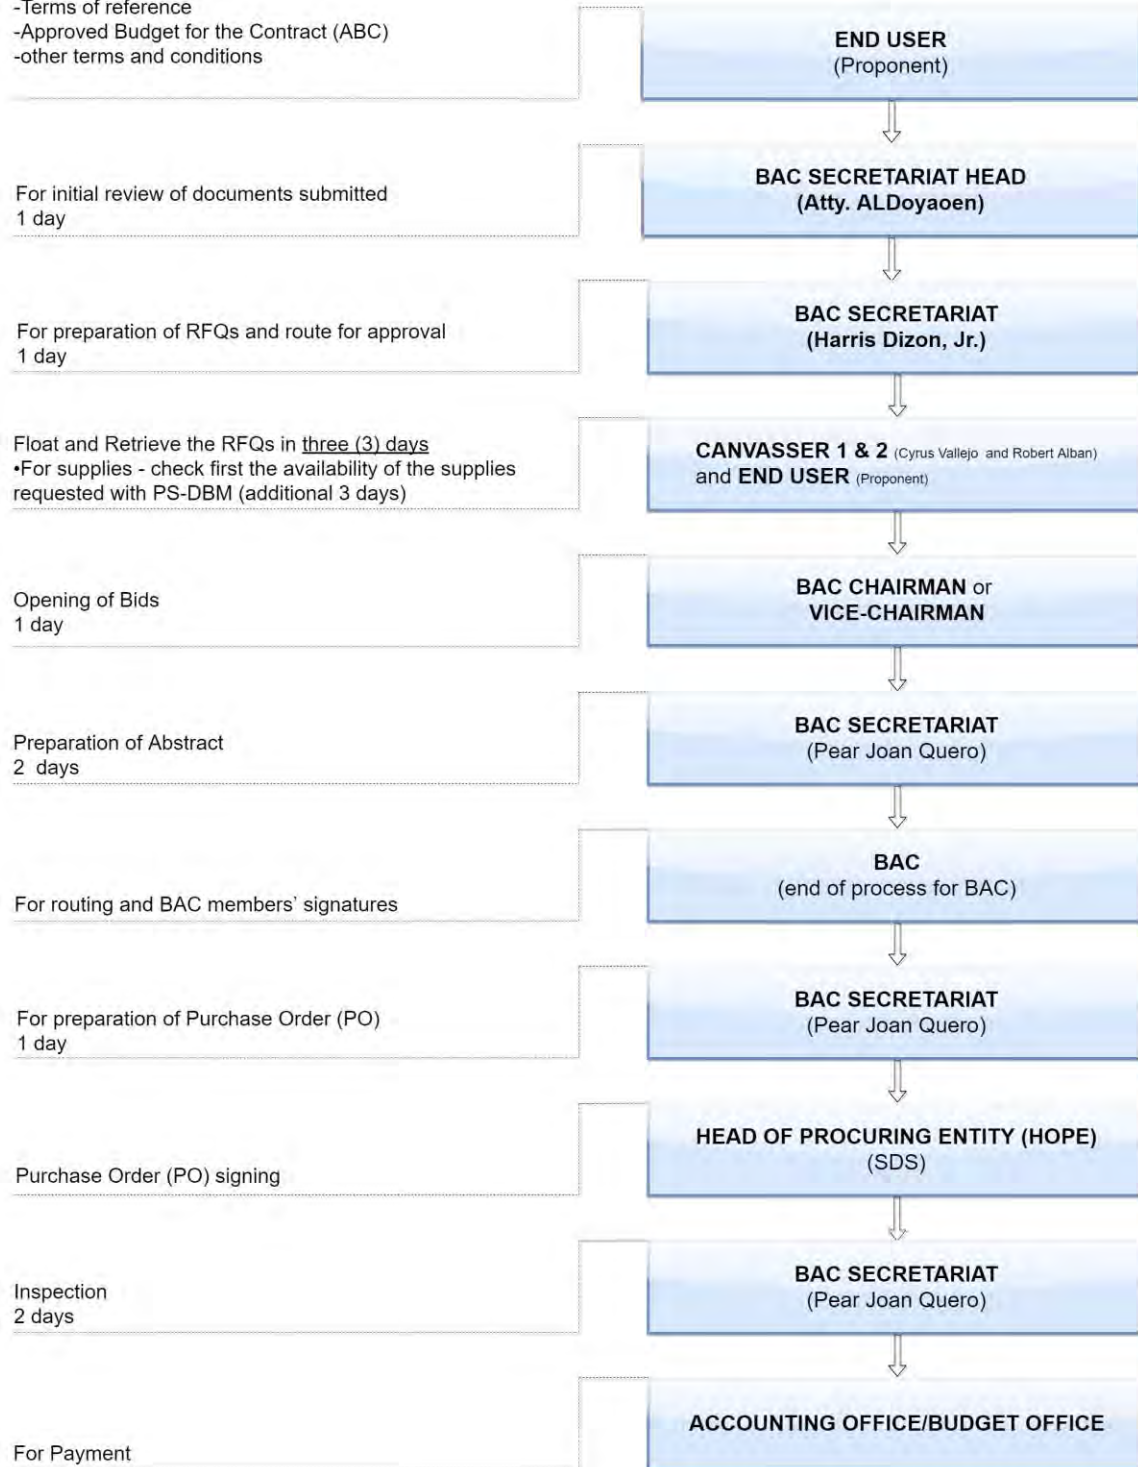 -Terms of reference
-Approved Budget for the Contract (ABC)
-other terms and conditions
END USER
(Proponent)
For initial review of documents submitted
1 day
BAC SECRETARIAT HEAD
(Atty. ALDoyaoen)
For preparation of RFQs and route for approval
1 day
BAC SECRETARIAT
(Harris Dizon, Jr.)
Float and Retrieve the RFQs in three (3) days
•For supplies - check first the availability of the supplies
requested with PS-DBM (additional 3 days)
CANVASSER 1 & 2 (Cyrus Vallejo and Robert Alban)
and END USER (Proponent)
Opening of Bids
1 day
BAC CHAIRMAN or
VICE-CHAIRMAN
Preparation of Abstract
2 days
BAC SECRETARIAT
(Pear Joan Quero)
For routing and BAC members’ signatures
BAC
(end of process for BAC)
For preparation of Purchase Order (PO)
1 day
BAC SECRETARIAT
(Pear Joan Quero)
Purchase Order (PO) signing
HEAD OF PROCURING ENTITY (HOPE)
(SDS)
Inspection
2 days
BAC SECRETARIAT
(Pear Joan Quero)
For Payment
ACCOUNTING OFFICE/BUDGET OFFICE